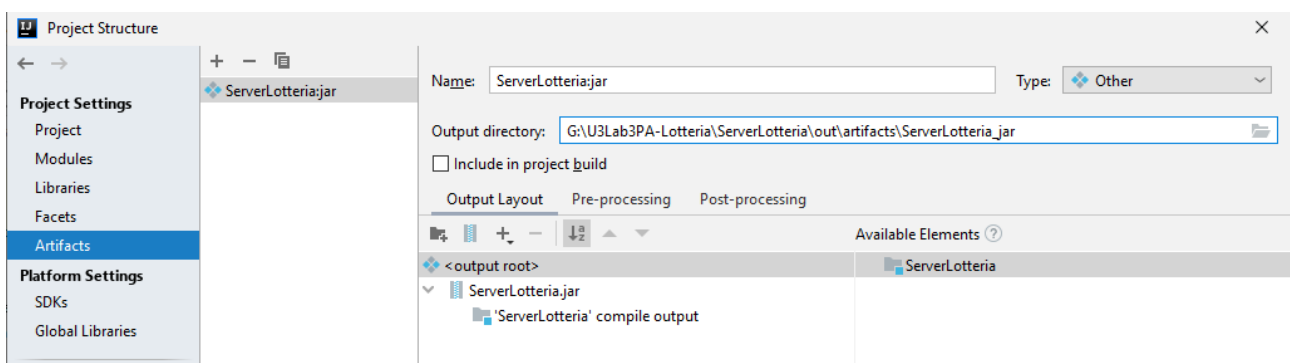 Project Structure
Project Settings
Project
Modules
Libraries
Facets
Artifacts
Platform Settings
SDKs
Global Libraries
ServerLotteria:jar
Name: ServerLotteria:jar Type: Other
Output directory: G:\U3Lab3PA-Lotteria\ServerLotteria\out\artifacts\ServerLotteria_jar
Include in project build
Output Layout Pre-processing Post-processing
Available Elements ?
<output root>
ServerLotteria.jar
'ServerLotteria' compile output
ServerLotteria